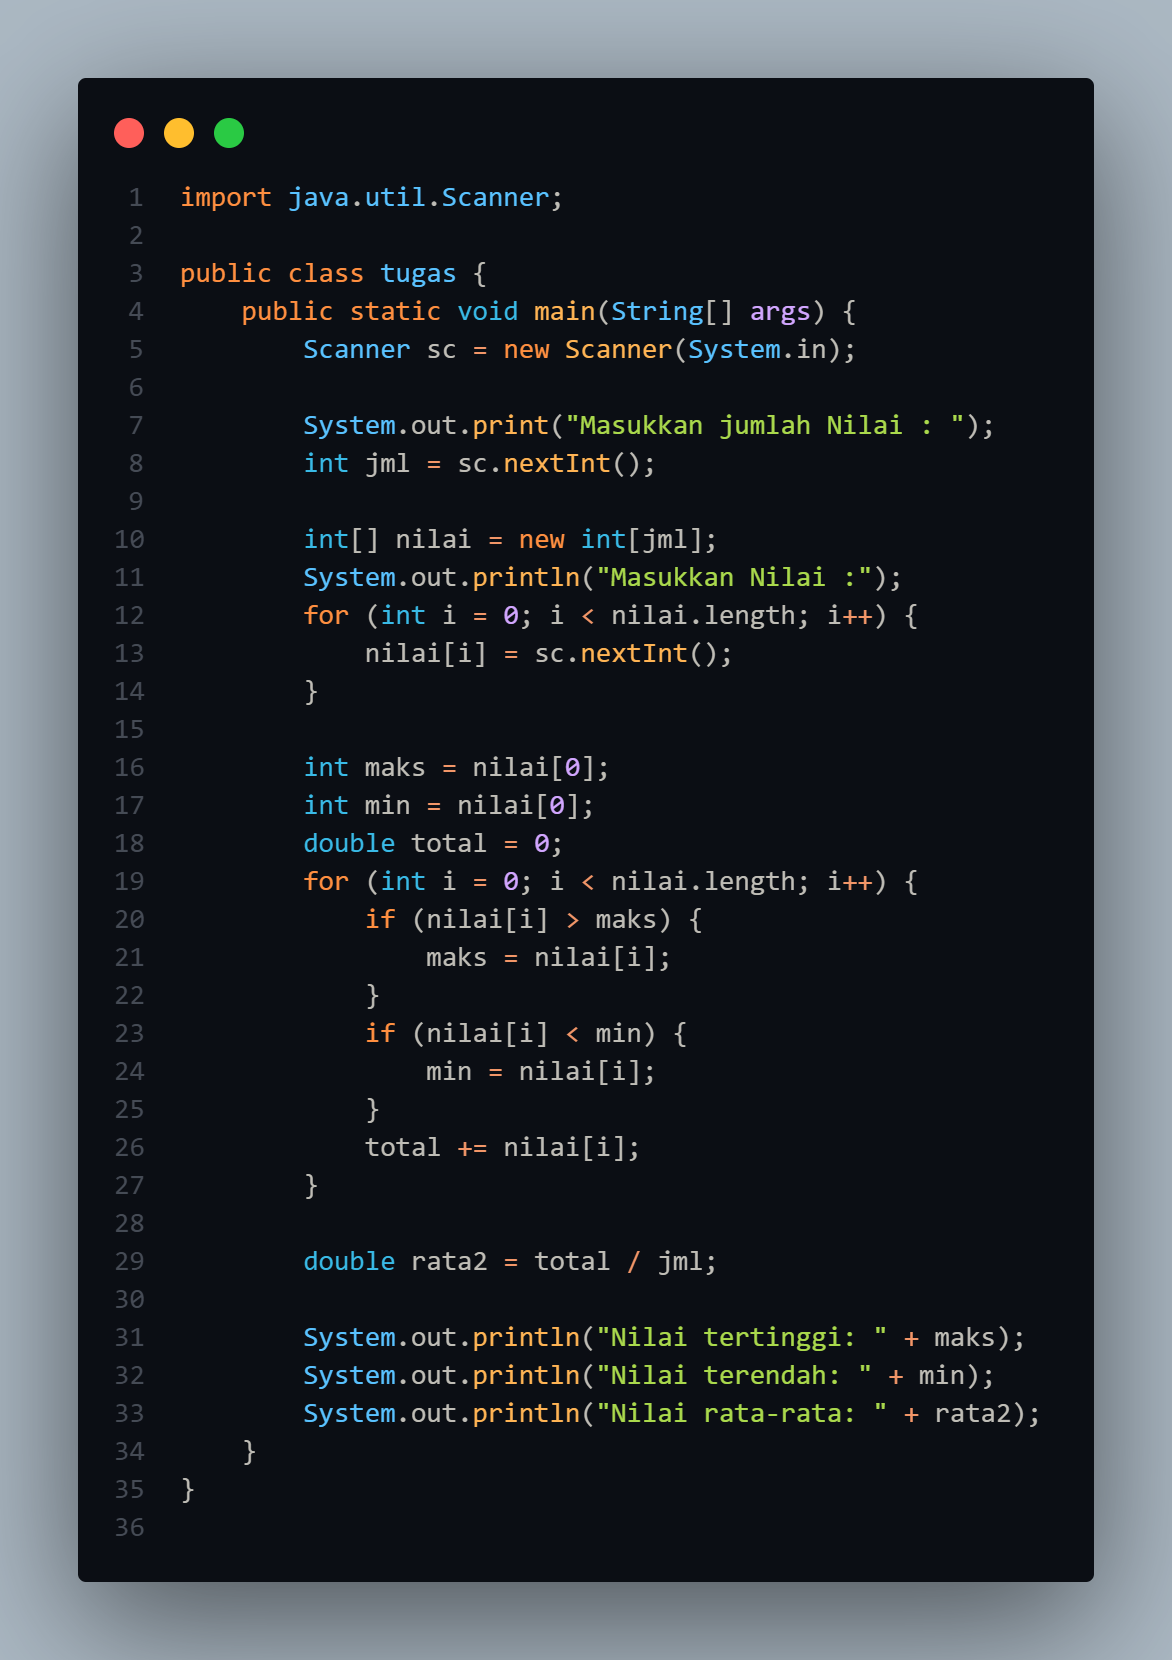 1 import java.util.Scanner;
2
3 public class tugas {
4     public static void main(String[] args) {
5         Scanner sc = new Scanner(System.in);
6
7         System.out.print("Masukkan jumlah Nilai : ");
8         int jml = sc.nextInt();
9
10         int[] nilai = new int[jml];
11         System.out.println("Masukkan Nilai :");
12         for (int i = 0; i < nilai.length; i++) {
13             nilai[i] = sc.nextInt();
14         }
15
16         int maks = nilai[0];
17         int min = nilai[0];
18         double total = 0;
19         for (int i = 0; i < nilai.length; i++) {
20             if (nilai[i] > maks) {
21                 maks = nilai[i];
22             }
23             if (nilai[i] < min) {
24                 min = nilai[i];
25             }
26             total += nilai[i];
27         }
28
29         double rata2 = total / jml;
30
31         System.out.println("Nilai tertinggi: " + maks);
32         System.out.println("Nilai terendah: " + min);
33         System.out.println("Nilai rata-rata: " + rata2);
34     }
35 }
36